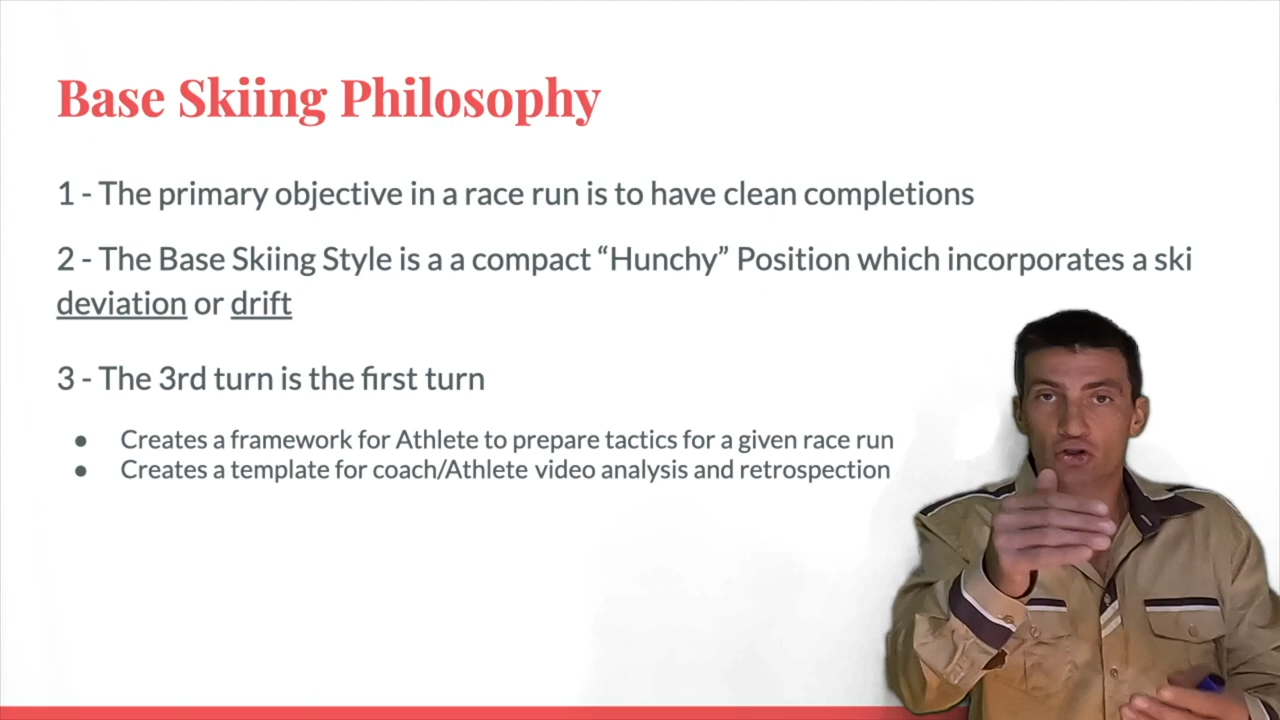 Base Skiing Philosophy
1 - The primary objective in a race run is to have clean completions
2 - The Base Skiing Style is a a compact “Hunchy” Position which incorporates a ski
deviation or drift
3 - The 3rd turn is the first turn
● Creates a framework for Athlete to prepare tactics for a given race run
● Creates a template for coach/Athlete video analysis and retrospection